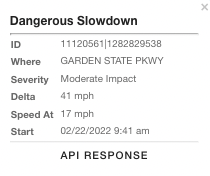 ×
Dangerous Slowdown
ID 11120561|1282829538
Where GARDEN STATE PKWY
Severity Moderate Impact
Delta 41 mph
Speed At 17 mph
Start 02/22/2022 9:41 am
API RESPONSE